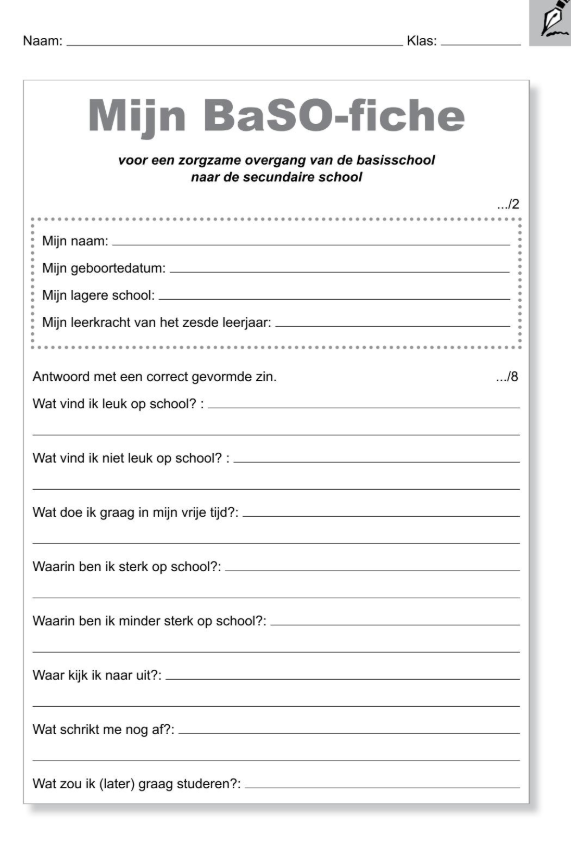 Naam: Klas:
Mijn BaSO-fiche
voor een zorgzame overgang van de basisschool
naar de secundaire school
.../2
Mijn naam:
Mijn geboortedatum:
Mijn lagere school:
Mijn leerkracht van het zesde leerjaar:
Antwoord met een correct gevormde zin. .../8
Wat vind ik leuk op school? :
Wat vind ik niet leuk op school? :
Wat doe ik graag in mijn vrije tijd?:
Waarin ben ik sterk op school?:
Waarin ben ik minder sterk op school?:
Waar kijk ik naar uit?:
Wat schrikt me nog af?:
Wat zou ik (later) graag studeren?: